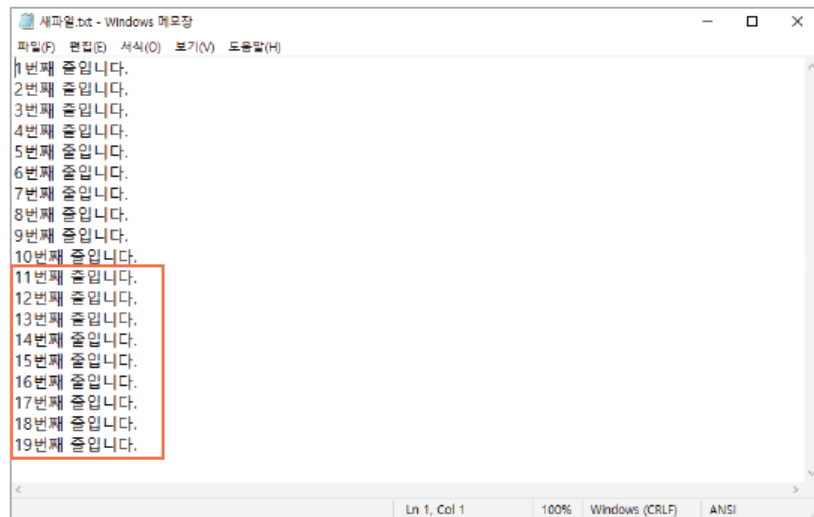 새파일.txt - Windows 메모장
파일(F) 편집(E) 서식(O) 보기(V) 도움말(H)
1번째 줄입니다.
2번째 줄입니다.
3번째 줄입니다.
4번째 줄입니다.
5번째 줄입니다.
6번째 줄입니다.
7번째 줄입니다.
8번째 줄입니다.
9번째 줄입니다.
10번째 줄입니다.
11번째 줄입니다.
12번째 줄입니다.
13번째 줄입니다.
14번째 줄입니다.
15번째 줄입니다.
16번째 줄입니다.
17번째 줄입니다.
18번째 줄입니다.
19번째 줄입니다.
Ln 1, Col 1 100% Windows (CRLF) ANSI